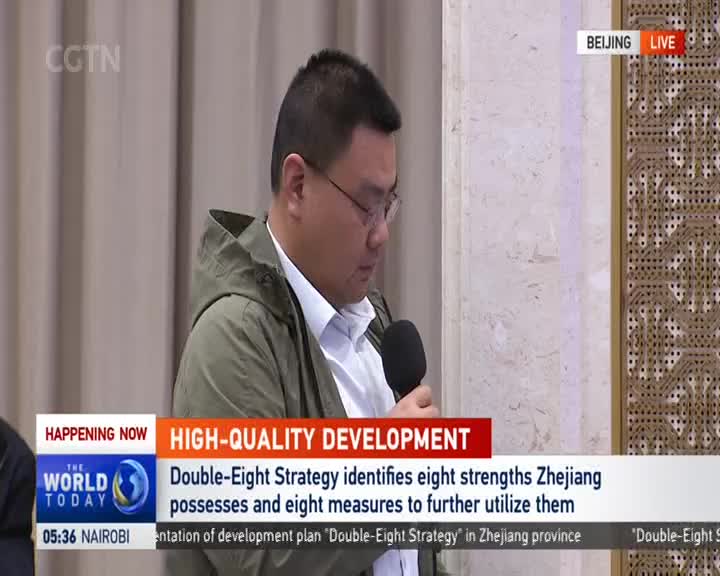 CGTN
BEIJING LIVE
HAPPENING NOW
HIGH-QUALITY DEVELOPMENT
THE
WORLD
TODAY
Double-Eight Strategy identifies eight strengths Zhejiang
possesses and eight measures to further utilize them
05:36 NAIROBI
entation of development plan "Double-Eight Strategy" in Zhejiang province "Double-Eight S